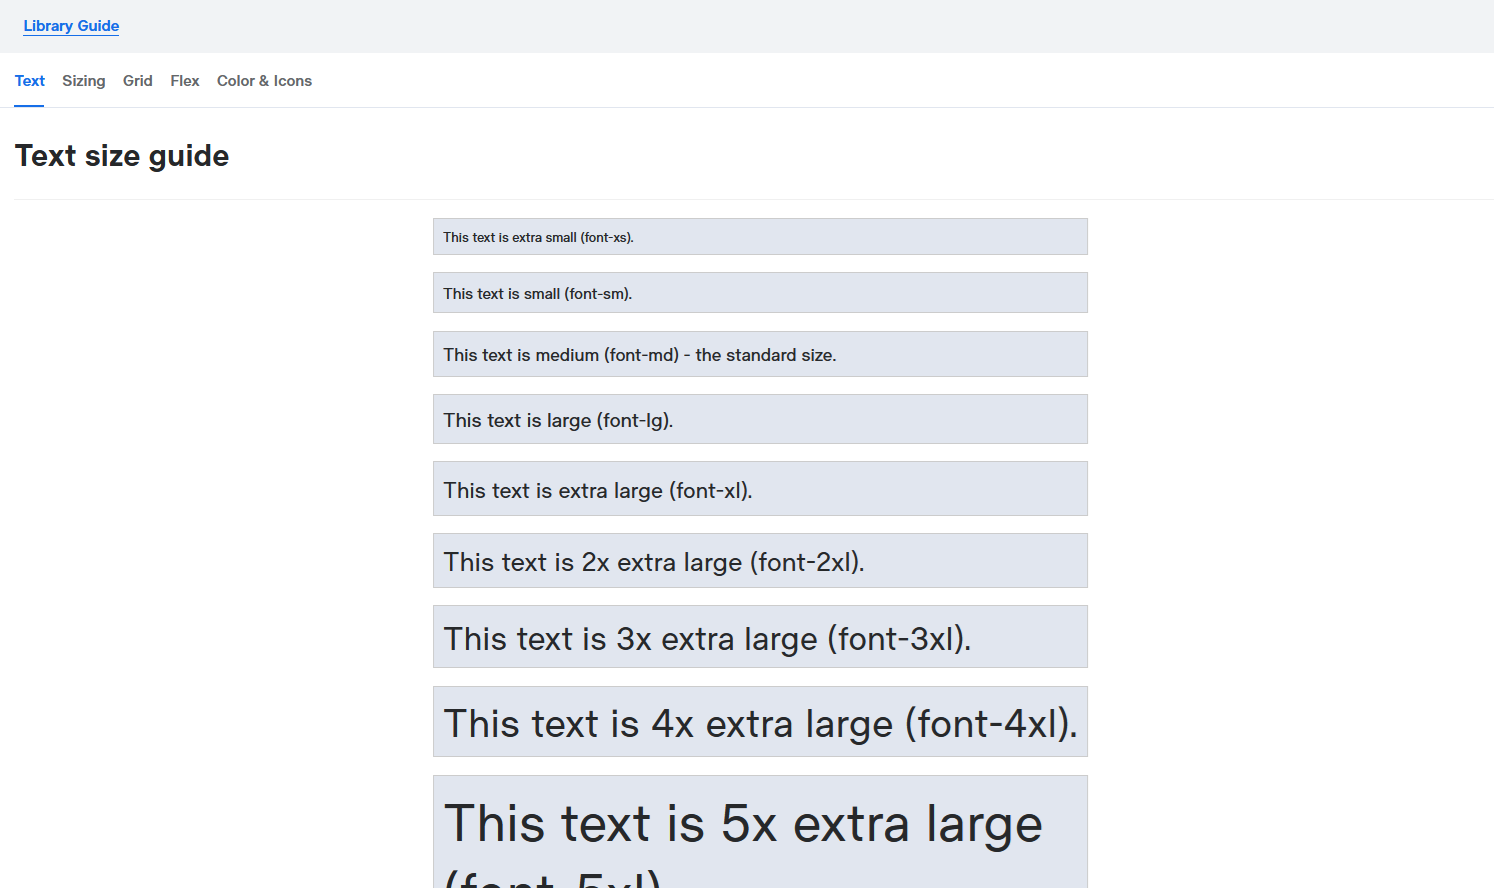 Library Guide
Text Sizing Grid Flex Color & Icons
Text size guide
This text is extra small (font-xs).
This text is small (font-sm).
This text is medium (font-md) - the standard size.
This text is large (font-lg).
This text is extra large (font-xl).
This text is 2x extra large (font-2xl).
This text is 3x extra large (font-3xl).
This text is 4x extra large (font-4xl).
This text is 5x extra large
(font-5xl)